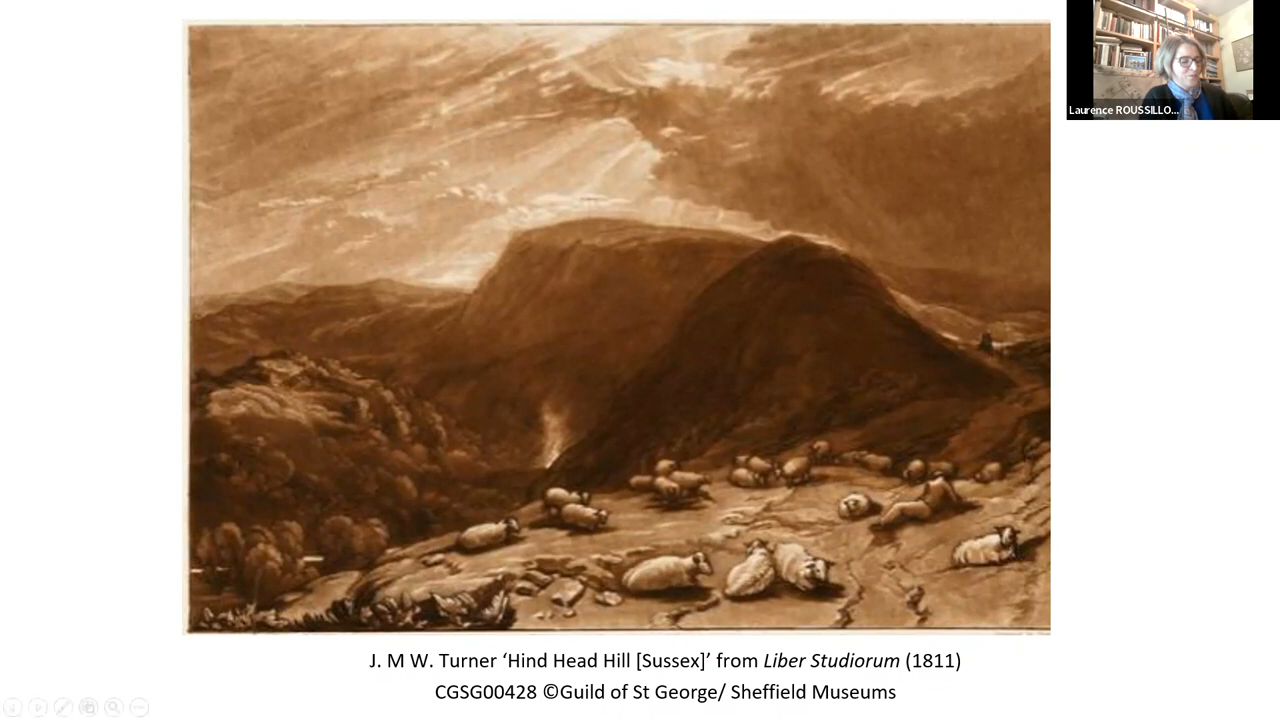 Laurence ROUSSILLO...
J. M W. Turner ‘Hind Head Hill [Sussex]’ from Liber Studiorum (1811)
CGSG00428 ©Guild of St George/ Sheffield Museums